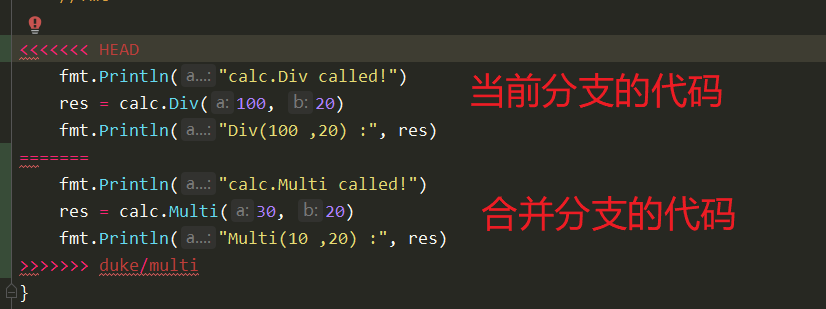 <<<<<<< HEAD
fmt.Println( a...: "calc.Div called!")
res = calc.Div( a: 100, b: 20)
fmt.Println( a...: "Div(100 ,20) :", res)
当前分支的代码
=======
fmt.Println( a...: "calc.Multi called!")
res = calc.Multi( a: 30, b: 20)
fmt.Println( a...: "Multi(10 ,20) :", res)
合并分支的代码
>>>>>>> duke/multi
}